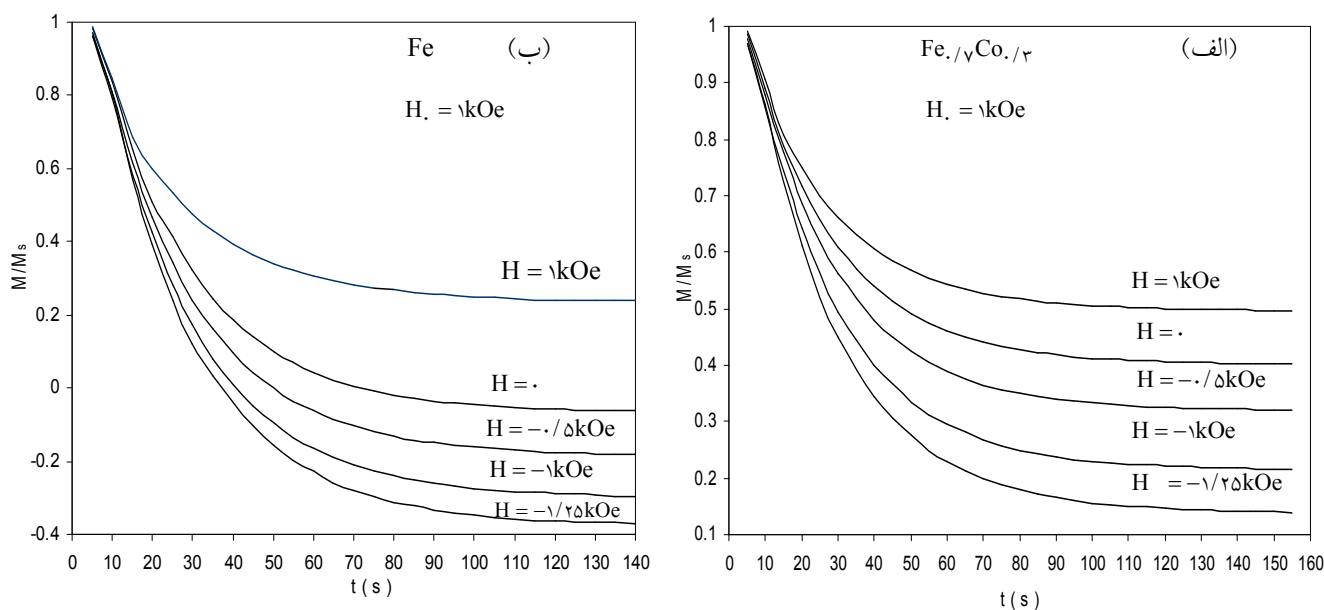 Fe (ب)
H. = ۱kOe
H = ۱kOe
H = ۰
H = −۰/۵kOe
H = −۱kOe
H = −۱/۲۵kOe
M/Ms
1
0.8
0.6
0.4
0.2
0
-0.2
-0.4
0 10 20 30 40 50 60 70 80 90 100 110 120 130 140
t ( s )
Fe۰/۷Co۰/۳ (الف)
H. = ۱kOe
H = ۱kOe
H = ۰
H = −۰/۵kOe
H = −۱kOe
H = −۱/۲۵kOe
M/Ms
1
0.9
0.8
0.7
0.6
0.5
0.4
0.3
0.2
0.1
0 10 20 30 40 50 60 70 80 90 100 110 120 130 140 150 160
t ( s )